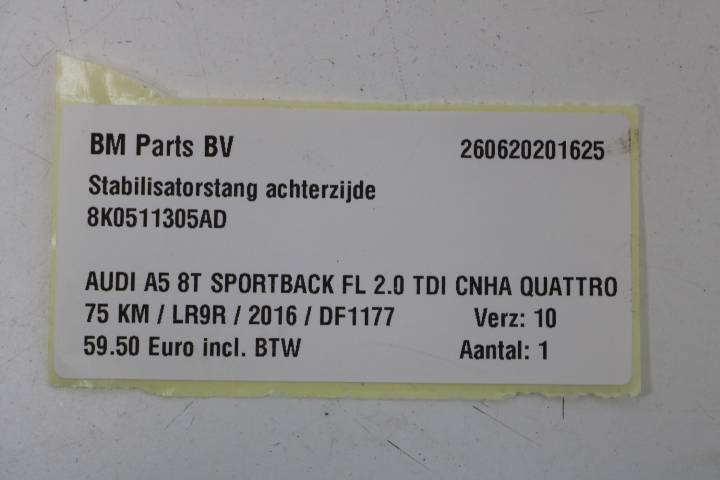 BM Parts BV 260620201625
Stabilisatorstang achterzijde
8K0511305AD
AUDI A5 8T SPORTBACK FL 2.0 TDI CNHA QUATTRO
75 KM / LR9R / 2016 / DF1177 Verz: 10
59.50 Euro incl. BTW Aantal: 1